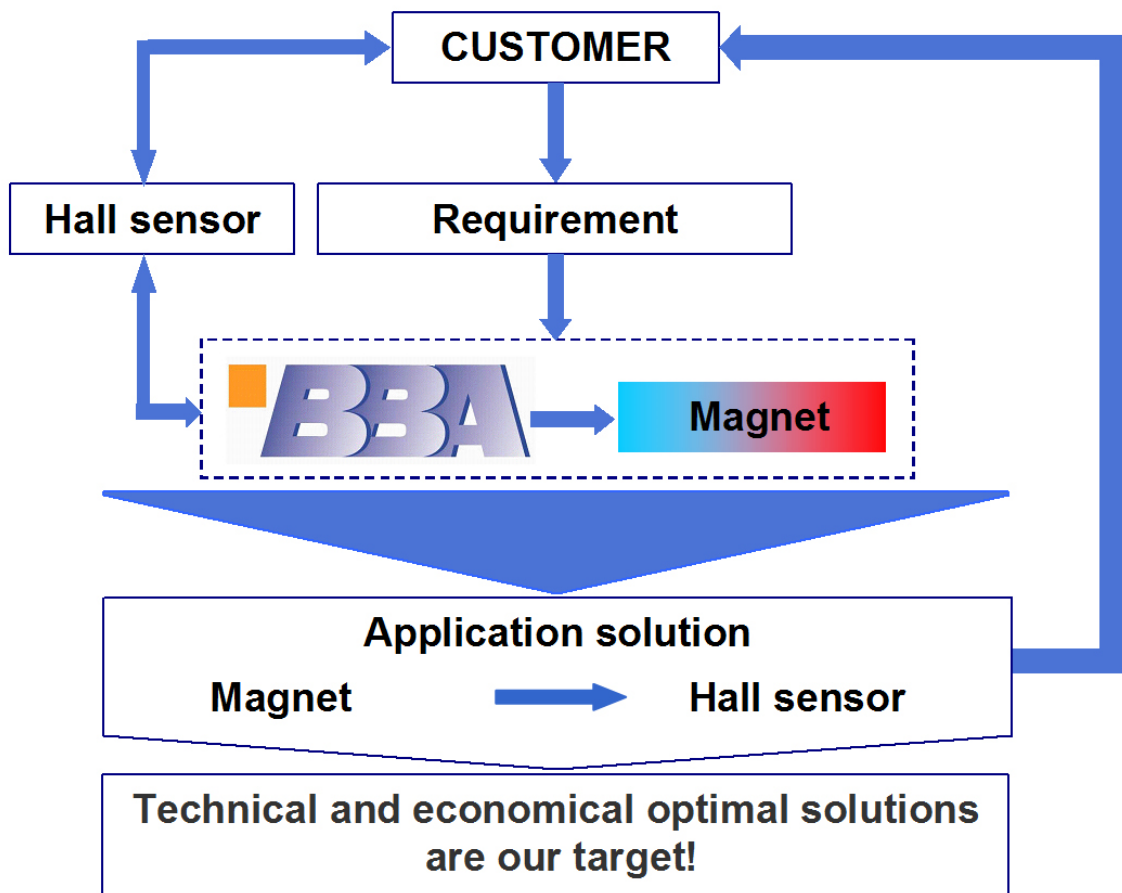 CUSTOMER
Hall sensor
Requirement
BBA
Magnet
Application solution
Magnet
Hall sensor
Technical and economical optimal solutions
are our target!